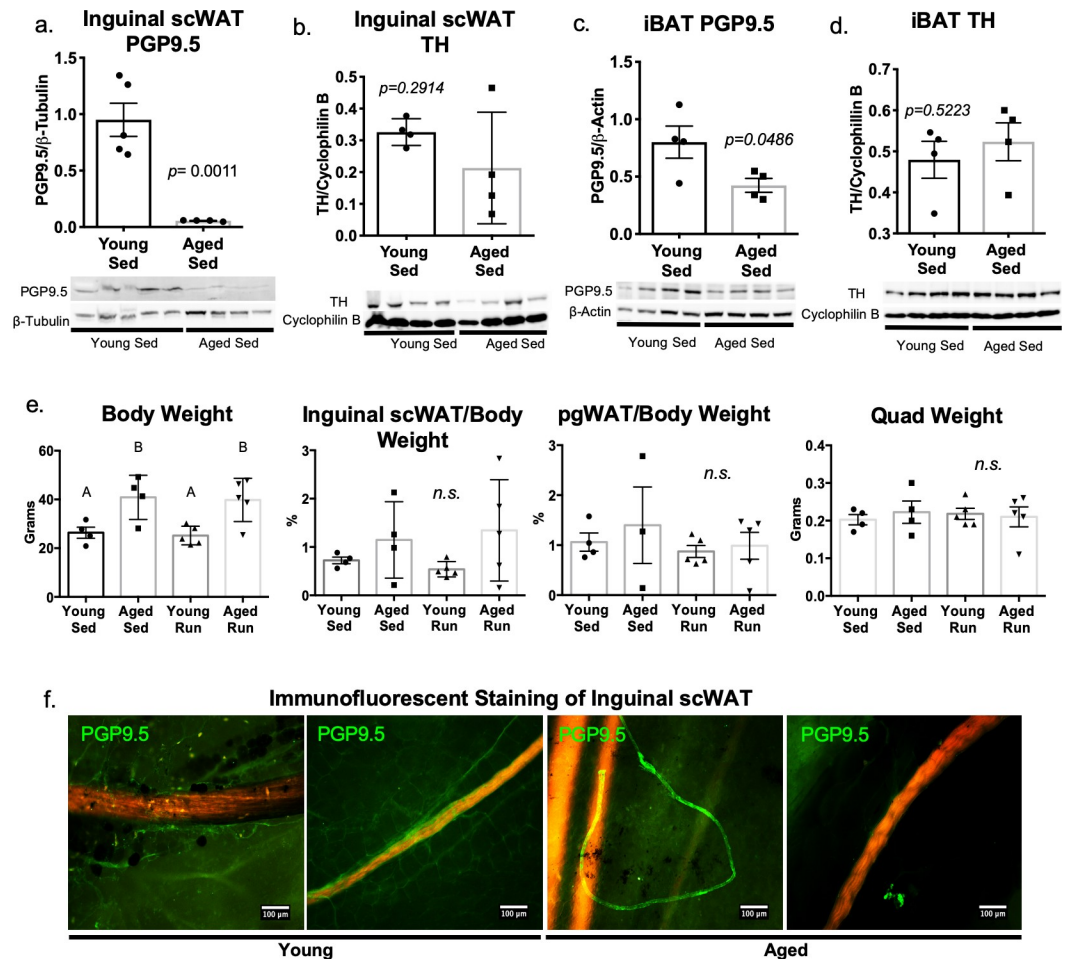 a.
Inguinal scWAT
PGP9.5
PGP9.5/β-Tubulin
1.5
1.0
0.5
0.0
p= 0.0011
Young
Sed
Aged
Sed
PGP9.5
β-Tubulin
Young Sed
Aged Sed
b.
Inguinal scWAT
TH
TH/Cyclophilin B
0.5
0.4
0.3
0.2
0.1
0.0
p=0.2914
Young
Sed
Aged
Sed
TH
Cyclophilin B
Young Sed
Aged Sed
c.
iBAT PGP9.5
PGP9.5/β-Actin
1.5
1.0
0.5
0.0
p=0.0486
Young
Sed
Aged
Sed
PGP9.5
β-Actin
Young Sed
Aged Sed
d.
iBAT TH
TH/Cyclophilin B
0.7
0.6
0.5
0.4
0.3
p=0.5223
Young
Sed
Aged
Sed
TH
Cyclophilin B
Young Sed
Aged Sed
e.
Body Weight
Grams
60
40
20
0
A
B
A
B
Young
Sed
Aged
Sed
Young
Run
Aged
Run
Inguinal scWAT/Body
Weight
%
3
2
1
0
n.s.
Young
Sed
Aged
Sed
Young
Run
Aged
Run
pgWAT/Body Weight
%
3
2
1
0
n.s.
Young
Sed
Aged
Sed
Young
Run
Aged
Run
Quad Weight
Grams
0.4
0.3
0.2
0.1
0.0
n.s.
Young
Sed
Aged
Sed
Young
Run
Aged
Run
f.
Immunofluorescent Staining of Inguinal scWAT
PGP9.5
100 µm
PGP9.5
100 µm
PGP9.5
100 µm
PGP9.5
100 µm
Young
Aged